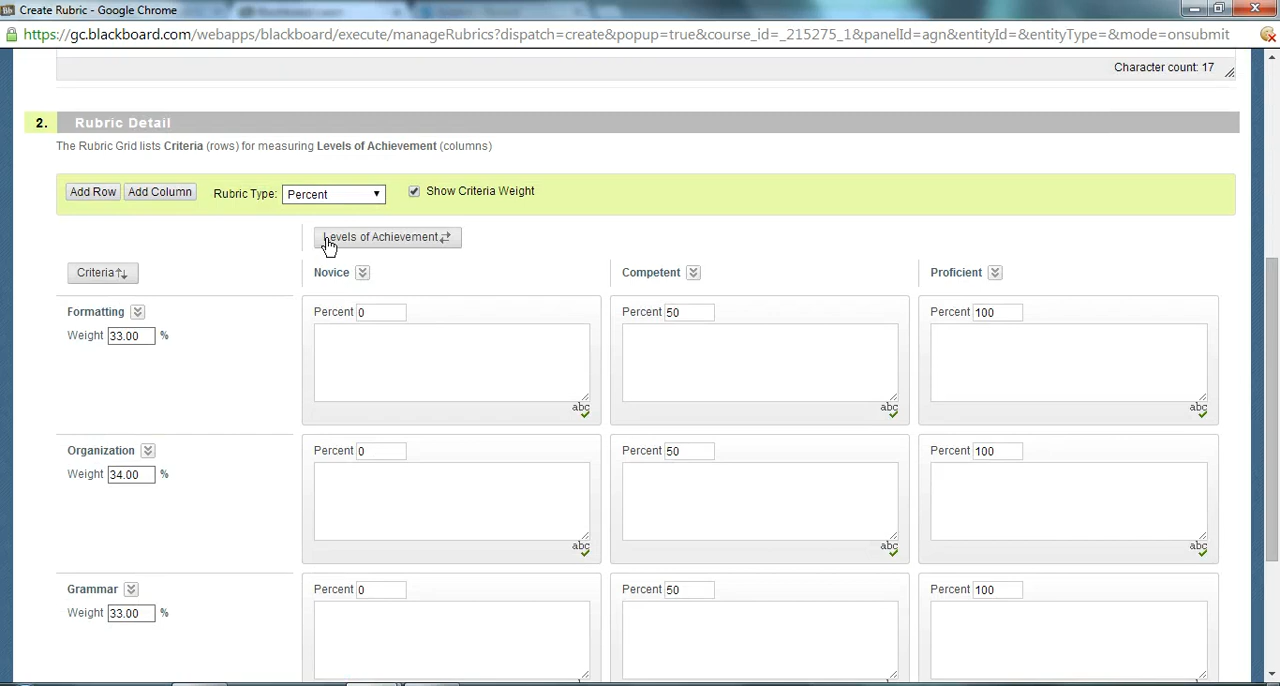 Create Rubric - Google Chrome
https://gc.blackboard.com/webapps/blackboard/execute/manageRubrics?dispatch=create&popup=true&course_id=_215275_1&panelId=agn&entityId=&entityType=&mode=onsubmit
Character count: 17
2. Rubric Detail
The Rubric Grid lists Criteria (rows) for measuring Levels of Achievement (columns)
Add Row Add Column Rubric Type: Percent Show Criteria Weight
Levels of Achievement
Criteria Novice Competent Proficient
Formatting Percent 0 Percent 50 Percent 100
Weight 33.00 %
abc abc abc
Organization Percent 0 Percent 50 Percent 100
Weight 34.00 %
abc abc abc
Grammar Percent 0 Percent 50 Percent 100
Weight 33.00 %